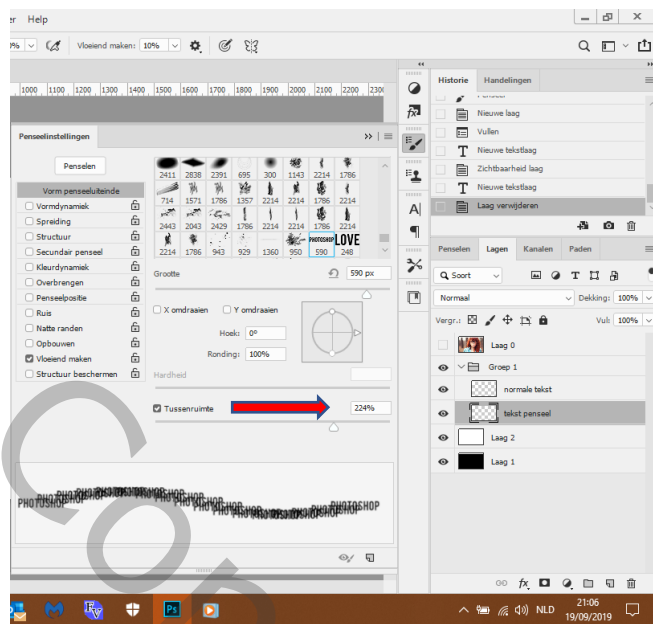 er Help
0% Vloeiend maken: 10%
1000 1100 1200 1300 1400 1500 1600 1700 1800 1900 2000 2100 2200 2300
Penseelinstellingen
Penselen
Vorm penseeluiteinde
Vormdynamiek
Spreiding
Structuur
Secundair penseel
Kleurdynamiek
Overbrengen
Penseelpositie
Ruis
Natte randen
Opbouwen
Vloeiend maken
Structuur beschermen
2411 2838 2391 695 300 1143 2214 1786
714 1571 1786 1357 2214 2214 1786 2214
2443 2043 2429 1786 2214 2214 1786 2214
PHOTOSHOP LOVE
2214 1786 943 929 1360 950 590 248
Grootte 590 px
X omdraaien Y omdraaien
Hoek: 0°
Ronding: 100%
Hardheid
Tussenruimte 224%
PHOTOSHOP
PHOTOSHOP
Con
Historie Handelingen
Nieuwe laag
Vullen
T Nieuwe tekstlaag
Zichtbaarheid laag
T Nieuwe tekstlaag
Laag verwijderen
Penselen Lagen Kanalen Paden
Soort
Normaal Dekking: 100%
Vergr.: Vul: 100%
Laag 0
Groep 1
normale tekst
tekst penseel
Laag 2
Laag 1
fx
Ps
NLD
21:06
19/09/2019